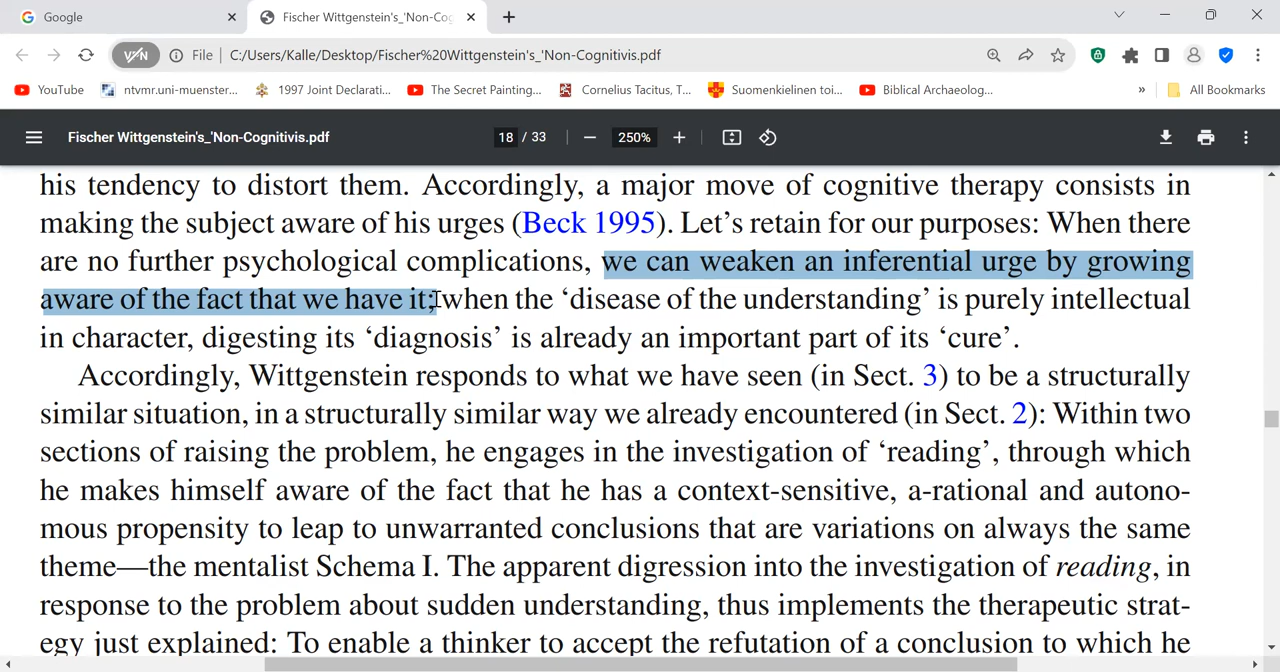 Google
Fischer Wittgenstein's_'Non-Cog
VPN
File
C:/Users/Kalle/Desktop/Fischer%20Wittgenstein's_'Non-Cognitivis.pdf
YouTube
ntvmr.uni-muenster...
1997 Joint Declarati...
The Secret Painting...
Cornelius Tacitus, T...
Suomenkielinen toi...
Biblical Archaeolog...
»
All Bookmarks
Fischer Wittgenstein's_'Non-Cognitivis.pdf
18 / 33
250%
his tendency to distort them. Accordingly, a major move of cognitive therapy consists in
making the subject aware of his urges (Beck 1995). Let's retain for our purposes: When there
are no further psychological complications, we can weaken an inferential urge by growing
aware of the fact that we have it; when the ‘disease of the understanding’ is purely intellectual
in character, digesting its ‘diagnosis’ is already an important part of its ‘cure’.
Accordingly, Wittgenstein responds to what we have seen (in Sect. 3) to be a structurally
similar situation, in a structurally similar way we already encountered (in Sect. 2): Within two
sections of raising the problem, he engages in the investigation of ‘reading’, through which
he makes himself aware of the fact that he has a context-sensitive, a-rational and autono-
mous propensity to leap to unwarranted conclusions that are variations on always the same
theme—the mentalist Schema I. The apparent digression into the investigation of reading, in
response to the problem about sudden understanding, thus implements the therapeutic strat-
egy just explained: To enable a thinker to accept the refutation of a conclusion to which he